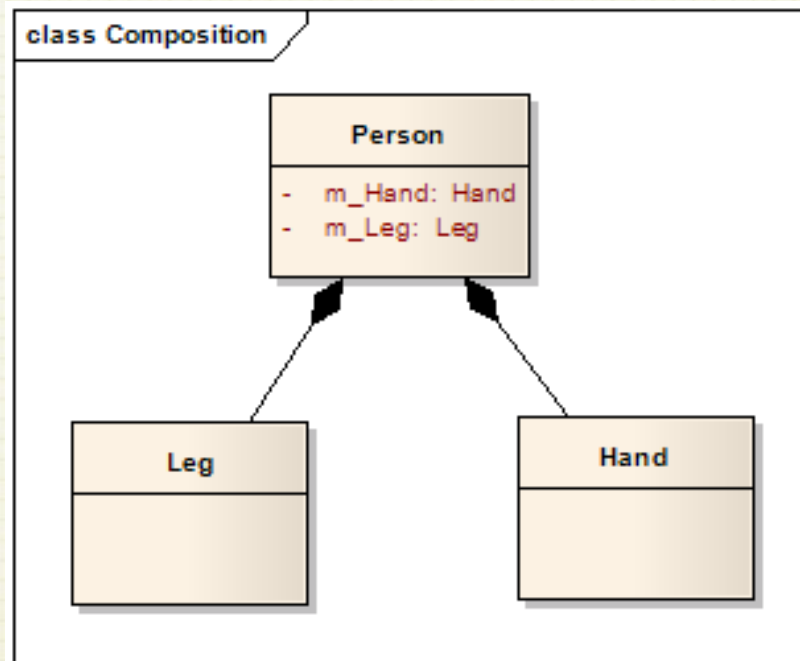 class Composition
Person
- m_Hand: Hand
- m_Leg: Leg
Leg
Hand